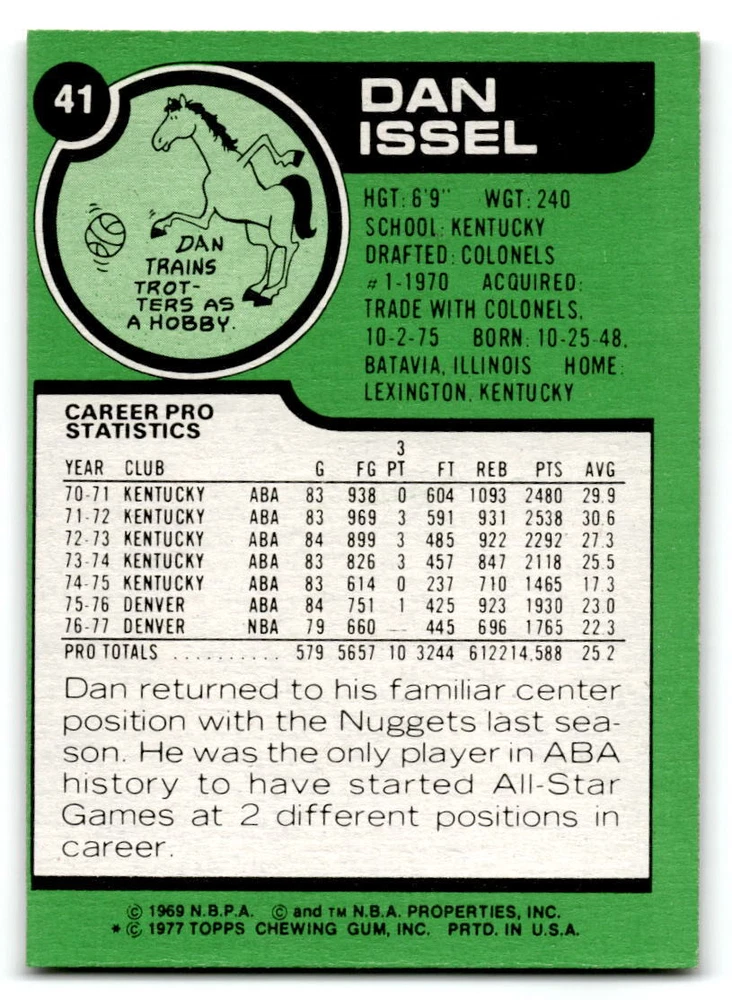 41
DAN
ISSEL
DAN
TRAINS
TROT-
TERS AS
A HOBBY.
HGT: 6'9" WGT: 240
SCHOOL: KENTUCKY
DRAFTED: COLONELS
#1-1970 ACQUIRED:
TRADE WITH COLONELS,
10-2-75 BORN: 10-25-48,
BATAVIA, ILLINOIS HOME:
LEXINGTON, KENTUCKY
CAREER PRO
STATISTICS
YEAR CLUB G FG 3 PT FT REB PTS AVG
70-71 KENTUCKY ABA 83 938 0 604 1093 2480 29.9
71-72 KENTUCKY ABA 83 969 3 591 931 2538 30.6
72-73 KENTUCKY ABA 84 899 3 485 922 2292 27.3
73-74 KENTUCKY ABA 83 826 3 457 847 2118 25.5
74-75 KENTUCKY ABA 83 614 0 237 710 1465 17.3
75-76 DENVER ABA 84 751 1 425 923 1930 23.0
76-77 DENVER NBA 79 660 — 445 696 1765 22.3
PRO TOTALS .......... 579 5657 10 3244 6122 14,588 25.2
Dan returned to his familiar center
position with the Nuggets last sea-
son. He was the only player in ABA
history to have started All-Star
Games at 2 different positions in
career.
© 1969 N.B.P.A. © and TM N.B.A. PROPERTIES, INC.
* © 1977 TOPPS CHEWING GUM, INC. PRTD. IN U.S.A.